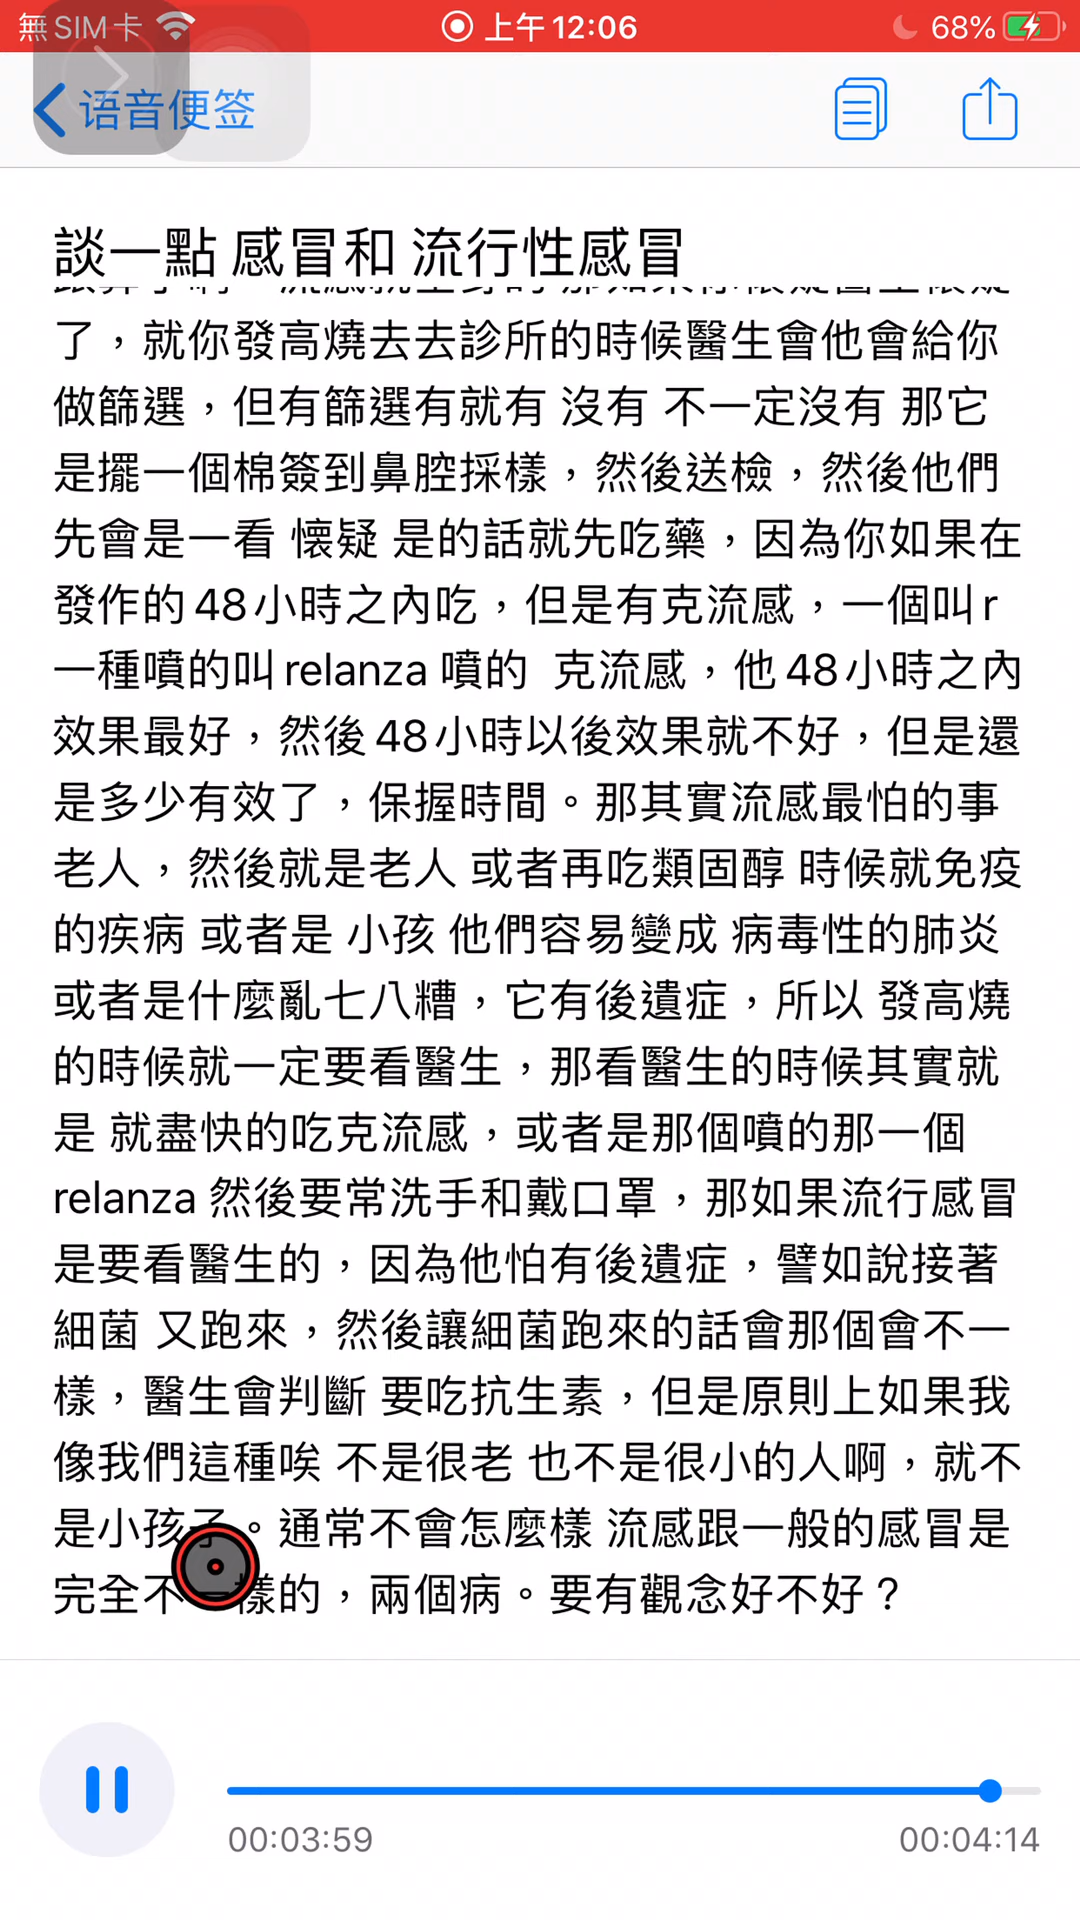 無SIM卡
上午12:06
68%
语音便签
談一點 感冒和 流行性感冒
了，就你發高燒去去診所的時候醫生會他會給你
做篩選，但有篩選有就有 沒有 不一定沒有 那它
是擺一個棉簽到鼻腔採樣，然後送檢，然後他們
先會是一看 懷疑 是的話就先吃藥，因為你如果在
發作的48小時之內吃，但是有克流感，一個叫r
一種噴的叫relanza 噴的  克流感，他48小時之內
效果最好，然後48小時以後效果就不好，但是還
是多少有效了，保握時間。那其實流感最怕的事
老人，然後就是老人 或者再吃類固醇 時候就免疫
的疾病 或者是 小孩 他們容易變成 病毒性的肺炎
或者是什麼亂七八糟，它有後遺症，所以 發高燒
的時候就一定要看醫生，那看醫生的時候其實就
是 就盡快的吃克流感，或者是那個噴的那一個
relanza 然後要常洗手和戴口罩，那如果流行感冒
是要看醫生的，因為他怕有後遺症，譬如說接著
細菌 又跑來，然後讓細菌跑來的話會那個會不一
樣，醫生會判斷 要吃抗生素，但是原則上如果我
像我們這種唉 不是很老 也不是很小的人啊，就不
是小孩子。通常不會怎麼樣 流感跟一般的感冒是
完全不一樣的，兩個病。要有觀念好不好？
00:03:59
00:04:14